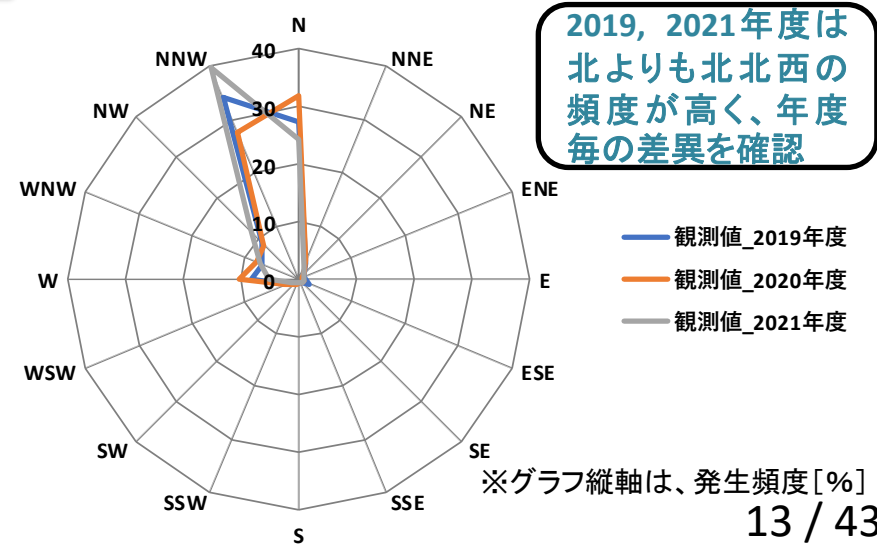 2019, 2021年度は
北よりも北北西の
頻度が高く、年度
毎の差異を確認
N
NNE
NE
ENE
E
ESE
SE
SSE
S
SSW
SW
WSW
W
WNW
NW
NNW
40
30
20
10
0
観測値_2019年度
観測値_2020年度
観測値_2021年度
※グラフ縦軸は、発生頻度[%]
13 / 43